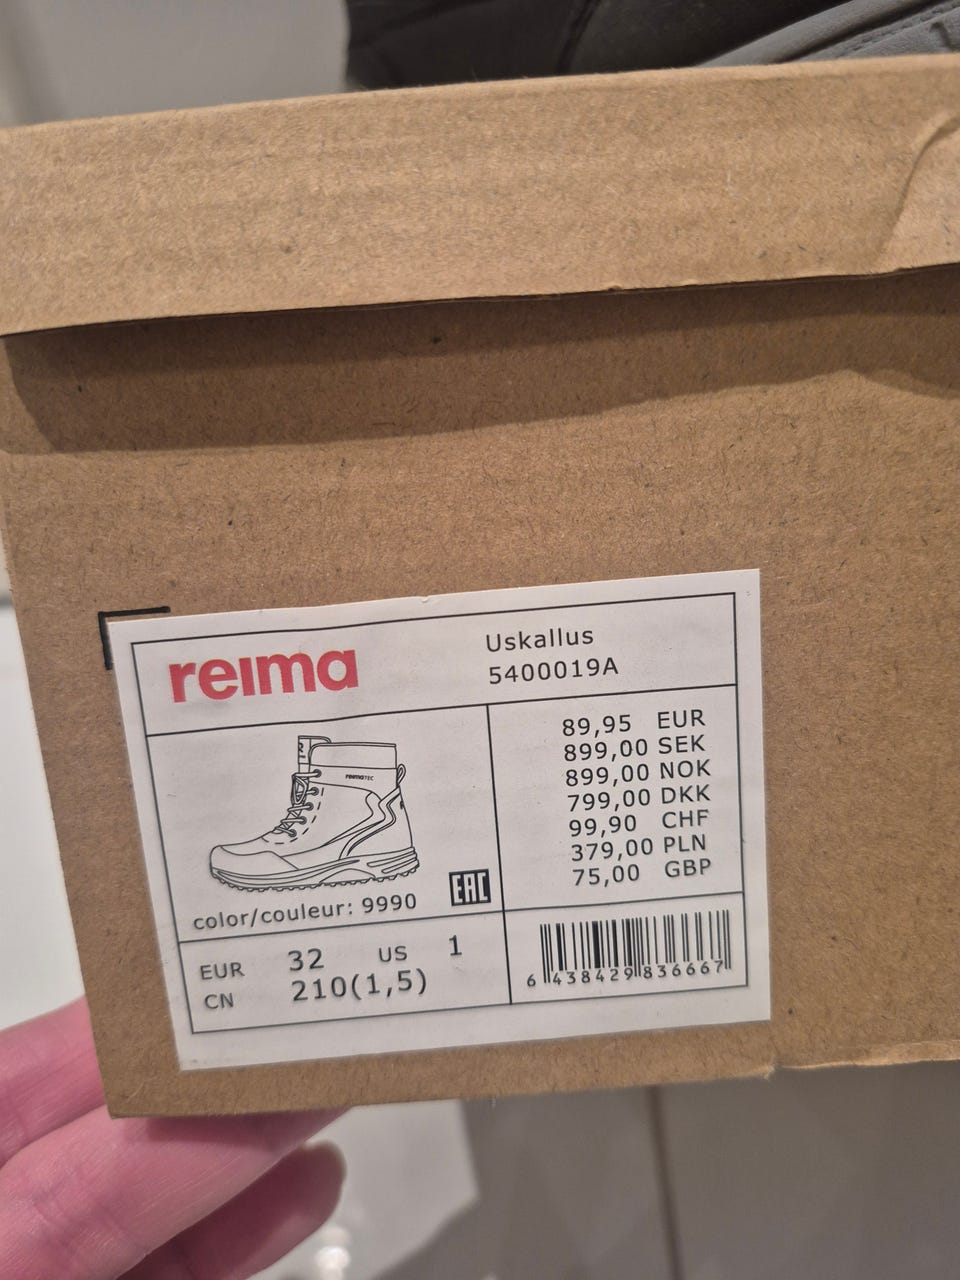 reima
Uskallus
5400019A
reimaTEC
89,95 EUR
899,00 SEK
899,00 NOK
799,00 DKK
99,90 CHF
379,00 PLN
75,00 GBP
color/couleur: 9990
EAC
EUR 32 US 1
CN 210(1,5)
6 438429 836667